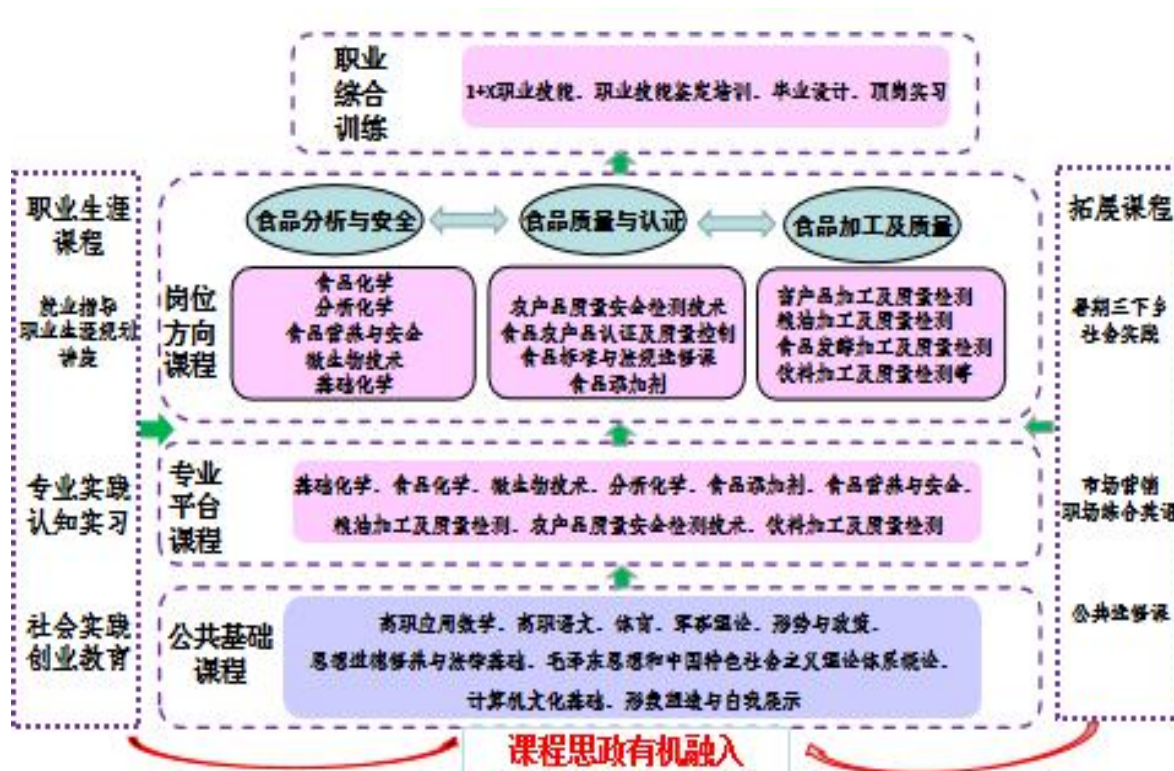 职业
综合
训练
1+X职业技能、职业技能鉴定培训、毕业设计、顶岗实习
职业生涯
课程
就业指导
职业生涯规划
讲座
专业实践
认知实习
社会实践
创业教育
岗位
方向
课程
食品分析与安全
食品质量与认证
食品加工及质量
食品化学
分析化学
食品营养与安全
微生物技术
基础化学
农产品质量安全检测技术
食品农产品认证及质量控制
食品标准与法规选修课
食品添加剂
畜产品加工及质量检测
粮油加工及质量检测
食品发酵加工及质量检测
饮料加工及质量检测等
专业
平台
课程
基础化学、食品化学、微生物技术、分析化学、食品添加剂、食品营养与安全、
粮油加工及质量检测、农产品质量安全检测技术、饮料加工及质量检测
公共基础
课程
高职应用数学、高职语文、体育、军事理论、形势与政策、
思想道德修养与法律基础、毛泽东思想和中国特色社会主义理论体系概论、
计算机文化基础、形象塑造与自我展示
拓展课程
暑期三下乡
社会实践
市场营销
职场综合英语
公共选修课
课程思政有机融入